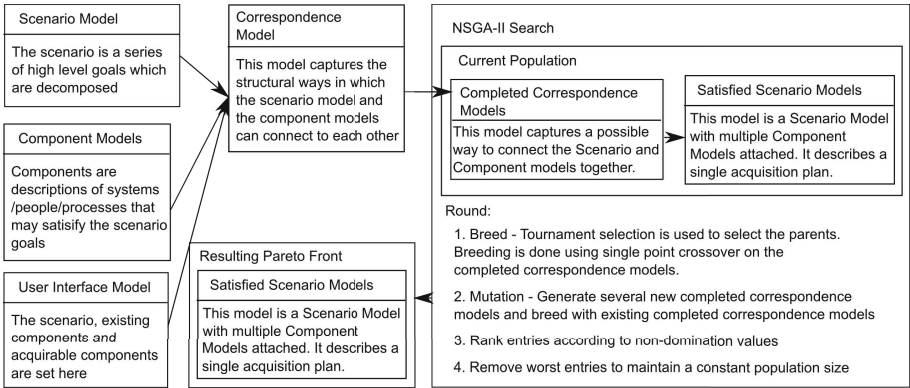 Scenario Model
The scenario is a series
of high level goals which
are decomposed
Component Models
Components are
descriptions of systems
/people/processes that
may satisify the scenario
goals
User Interface Model
The scenario, existing
components and
acquirable components
are set here
Correspondence
Model
This model captures the
structural ways in which
the scenario model and
the component models
can connect to each other
Resulting Pareto Front
Satisfied Scenario Models
This model is a Scenario Model
with multiple Component
Models attached. It describes a
single acquisition plan.
NSGA-II Search
Current Population
Completed Correspondence
Models
This model captures a possible
way to connect the Scenario and
Component models together.
Satisfied Scenario Models
This model is a Scenario Model
with multiple Component
Models attached. It describes a
single acquisition plan.
Round:
1. Breed - Tournament selection is used to select the parents.
Breeding is done using single point crossover on the
completed correspondence models.
2. Mutation - Generate several new completed correspondence
models and breed with existing completed correspondence models
3. Rank entries according to non-domination values
4. Remove worst entries to maintain a constant population size